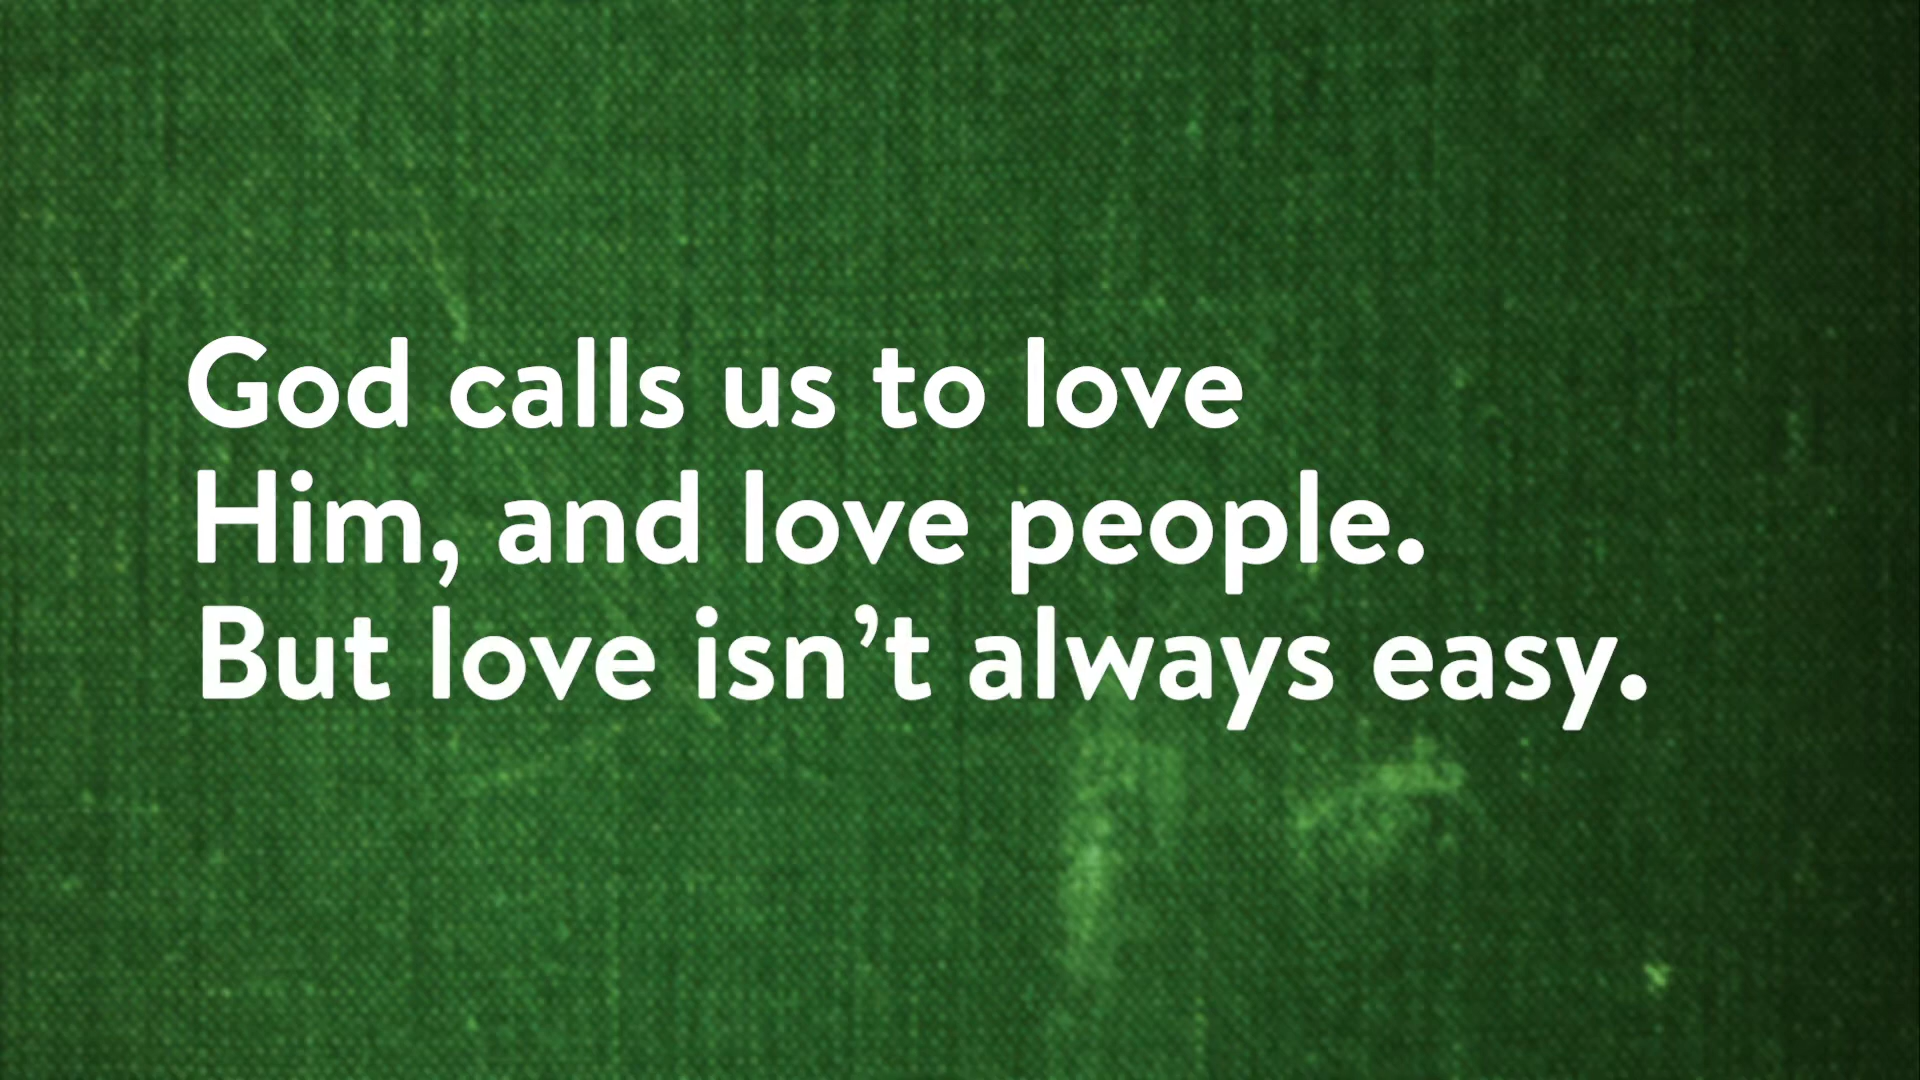 God calls us to love
Him, and love people.
But love isn’t always easy.